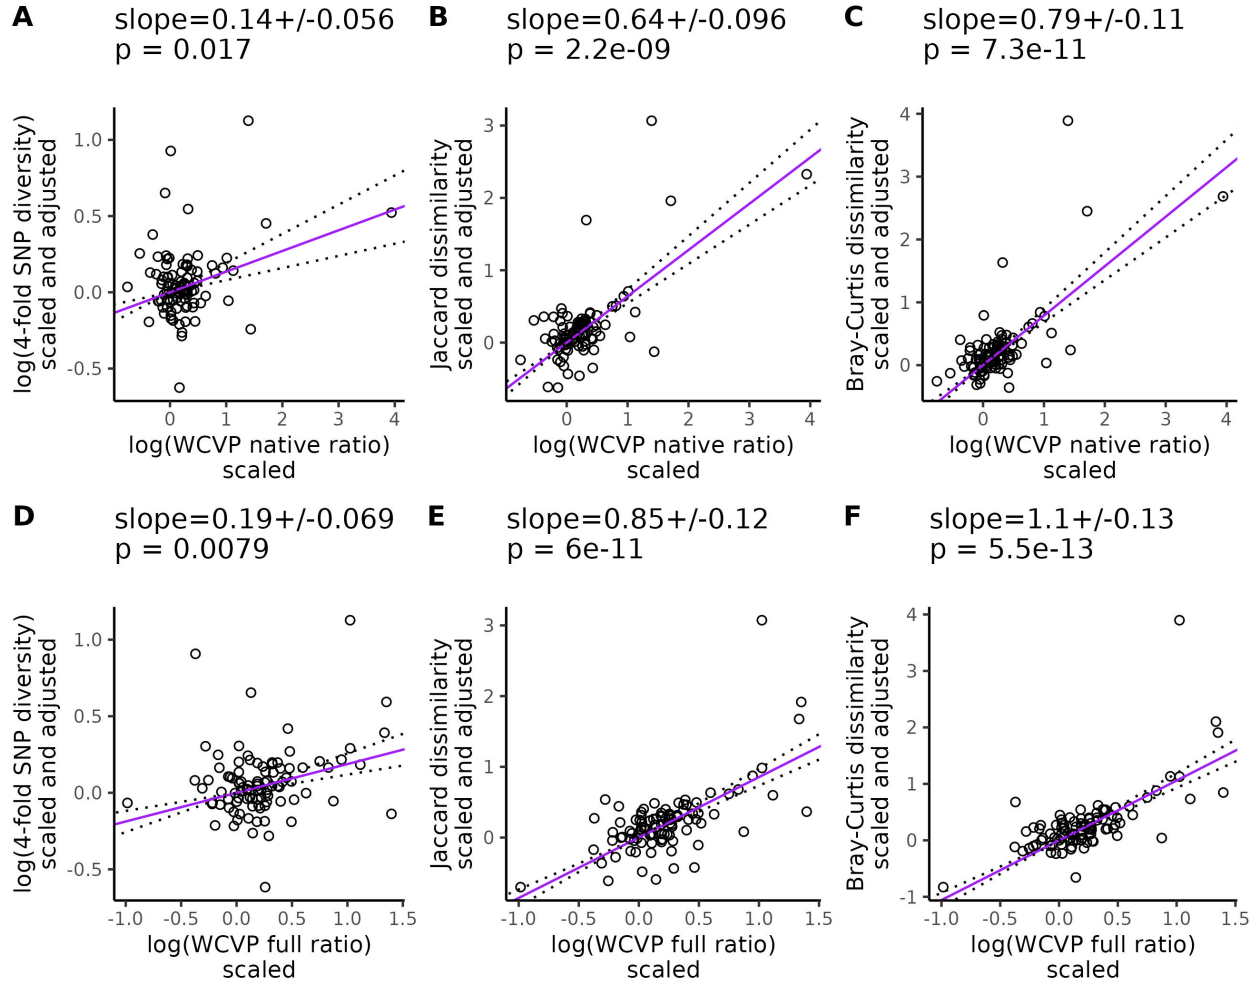 A
slope=0.14+/-0.056
p = 0.017
log(4-fold SNP diversity)
scaled and adjusted
1.0
0.5
0.0
-0.5
0
1
2
3
4
log(WCVP native ratio)
scaled
B
slope=0.64+/-0.096
p = 2.2e-09
Jaccard dissimilarity
scaled and adjusted
3
2
1
0
0
1
2
3
4
log(WCVP native ratio)
scaled
C
slope=0.79+/-0.11
p = 7.3e-11
Bray-Curtis dissimilarity
scaled and adjusted
4
3
2
1
0
0
1
2
3
4
log(WCVP native ratio)
scaled
D
slope=0.19+/-0.069
p = 0.0079
log(4-fold SNP diversity)
scaled and adjusted
1.0
0.5
0.0
-0.5
-1.0
-0.5
0.0
0.5
1.0
1.5
log(WCVP full ratio)
scaled
E
slope=0.85+/-0.12
p = 6e-11
Jaccard dissimilarity
scaled and adjusted
3
2
1
0
-1.0
-0.5
0.0
0.5
1.0
1.5
log(WCVP full ratio)
scaled
F
slope=1.1+/-0.13
p = 5.5e-13
Bray-Curtis dissimilarity
scaled and adjusted
4
3
2
1
0
-1
-1.0
-0.5
0.0
0.5
1.0
1.5
log(WCVP full ratio)
scaled